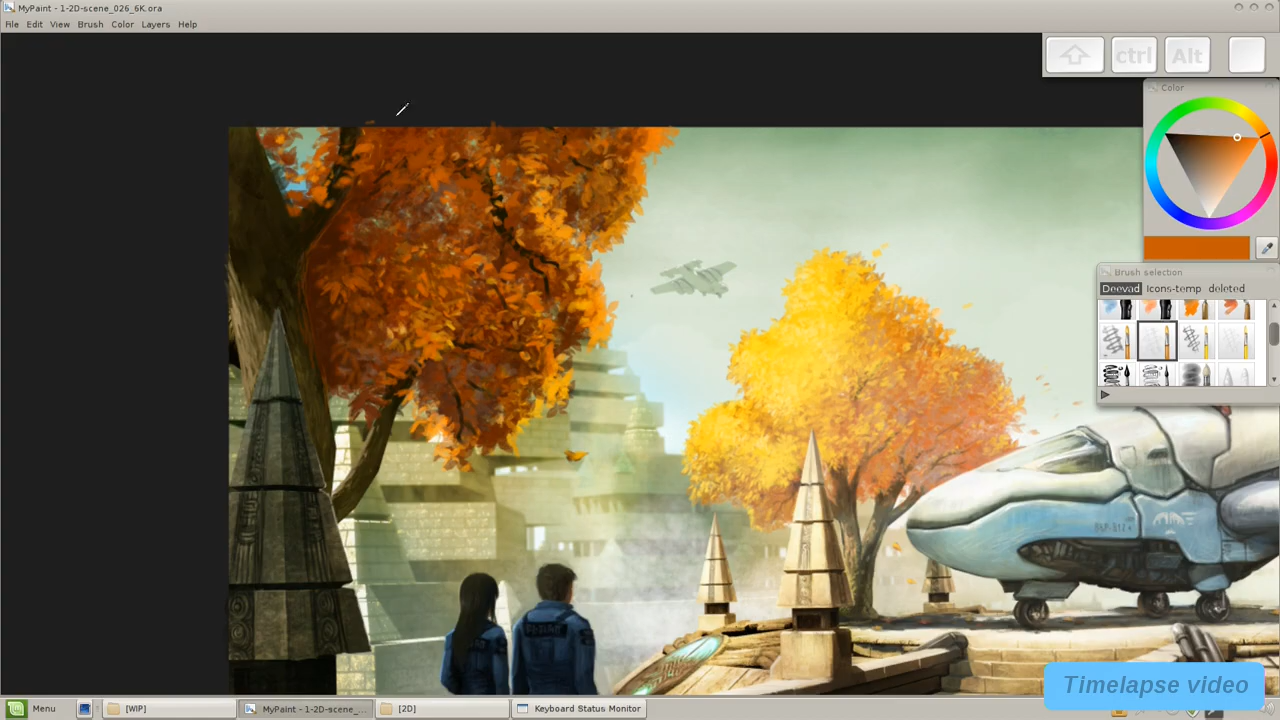 MyPaint - 1-2D-scene_026_6K.ora
File Edit View Brush Color Layers Help
ctrl Alt
Color
Brush selection
Deevad Icons-temp deleted
Timelapse video
Menu [WIP] MyPaint - 1-2D-scene_... [2D] Keyboard Status Monitor